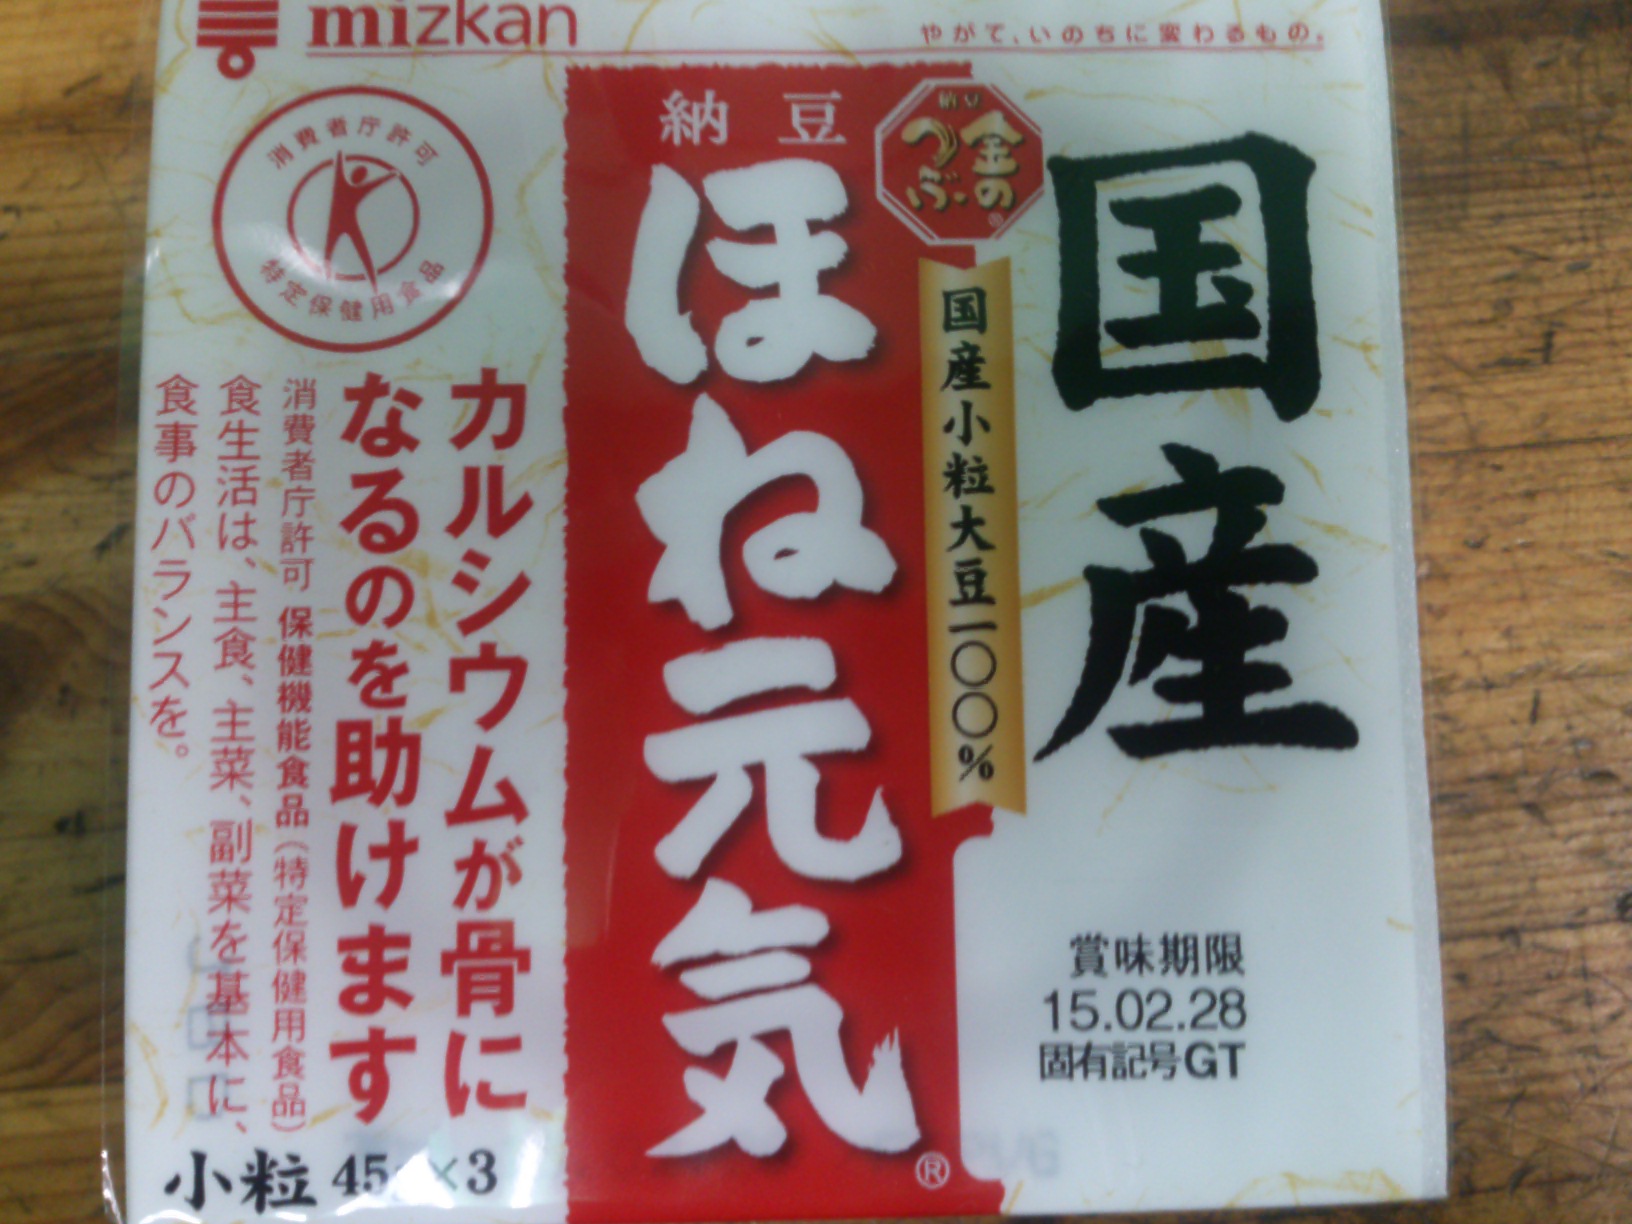 mizkan
やがて、いのちに変わるもの。
消費者庁許可
特定保健用食品
納豆
ほね元気
®
納豆
金の
つぶ
®
国産
国産小粒大豆一〇〇%
カルシウムが骨に
なるのを助けます
消費者庁許可 保健機能食品(特定保健用食品)
食生活は、主食、主菜、副菜を基本に、
食事のバランスを。
賞味期限
15.02.28
固有記号GT
小粒 45g×3